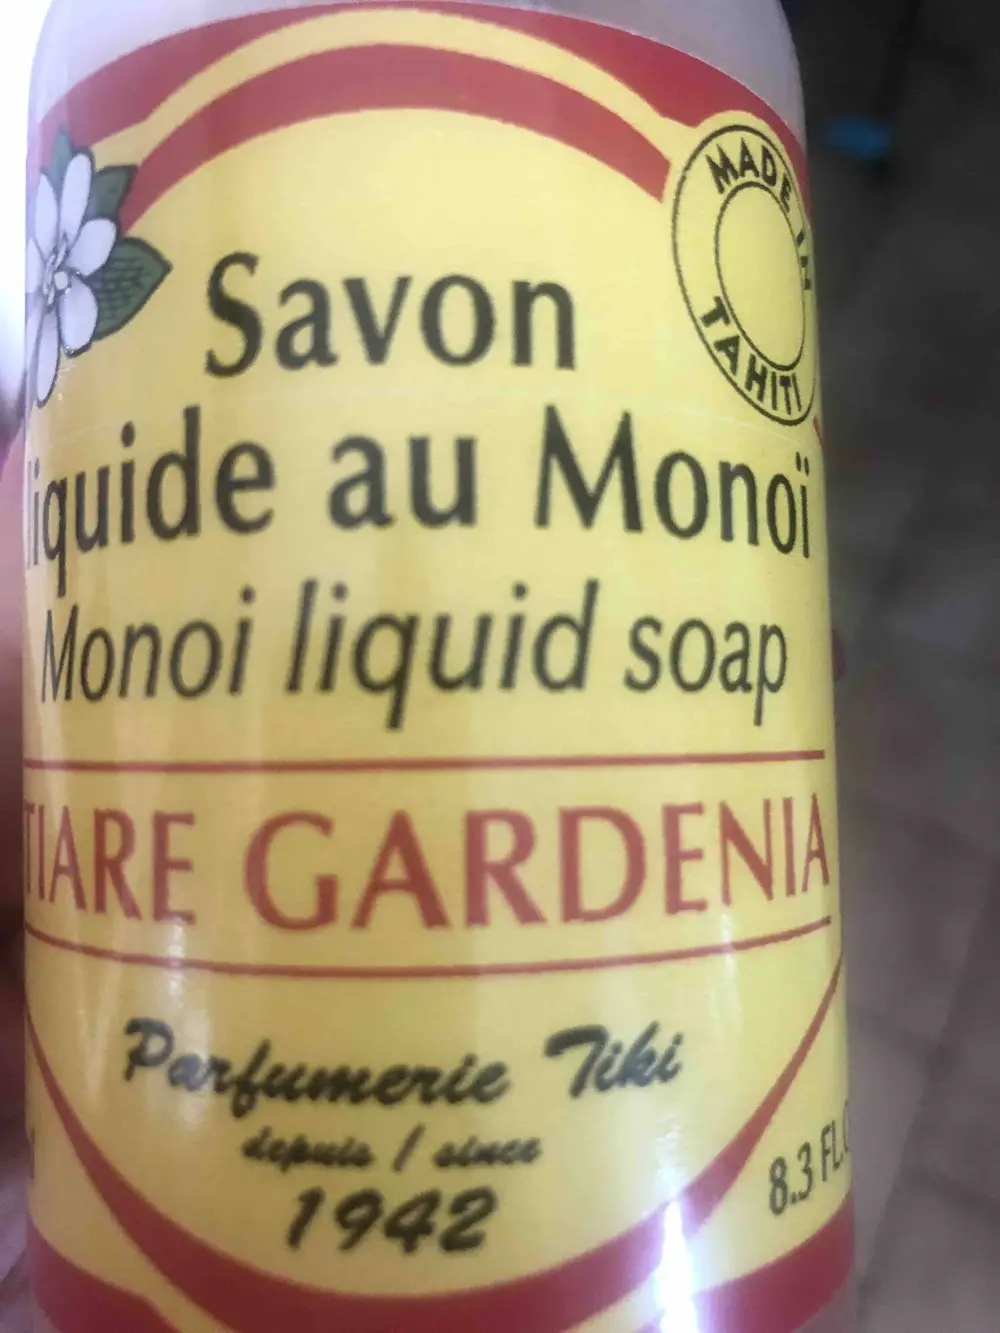 MADE IN
TAHITI
Savon
liquide au Monoï
Monoi liquid soap
TIARE GARDENIA
Parfumerie Tiki
depuis / since
1942
8.3 FL.